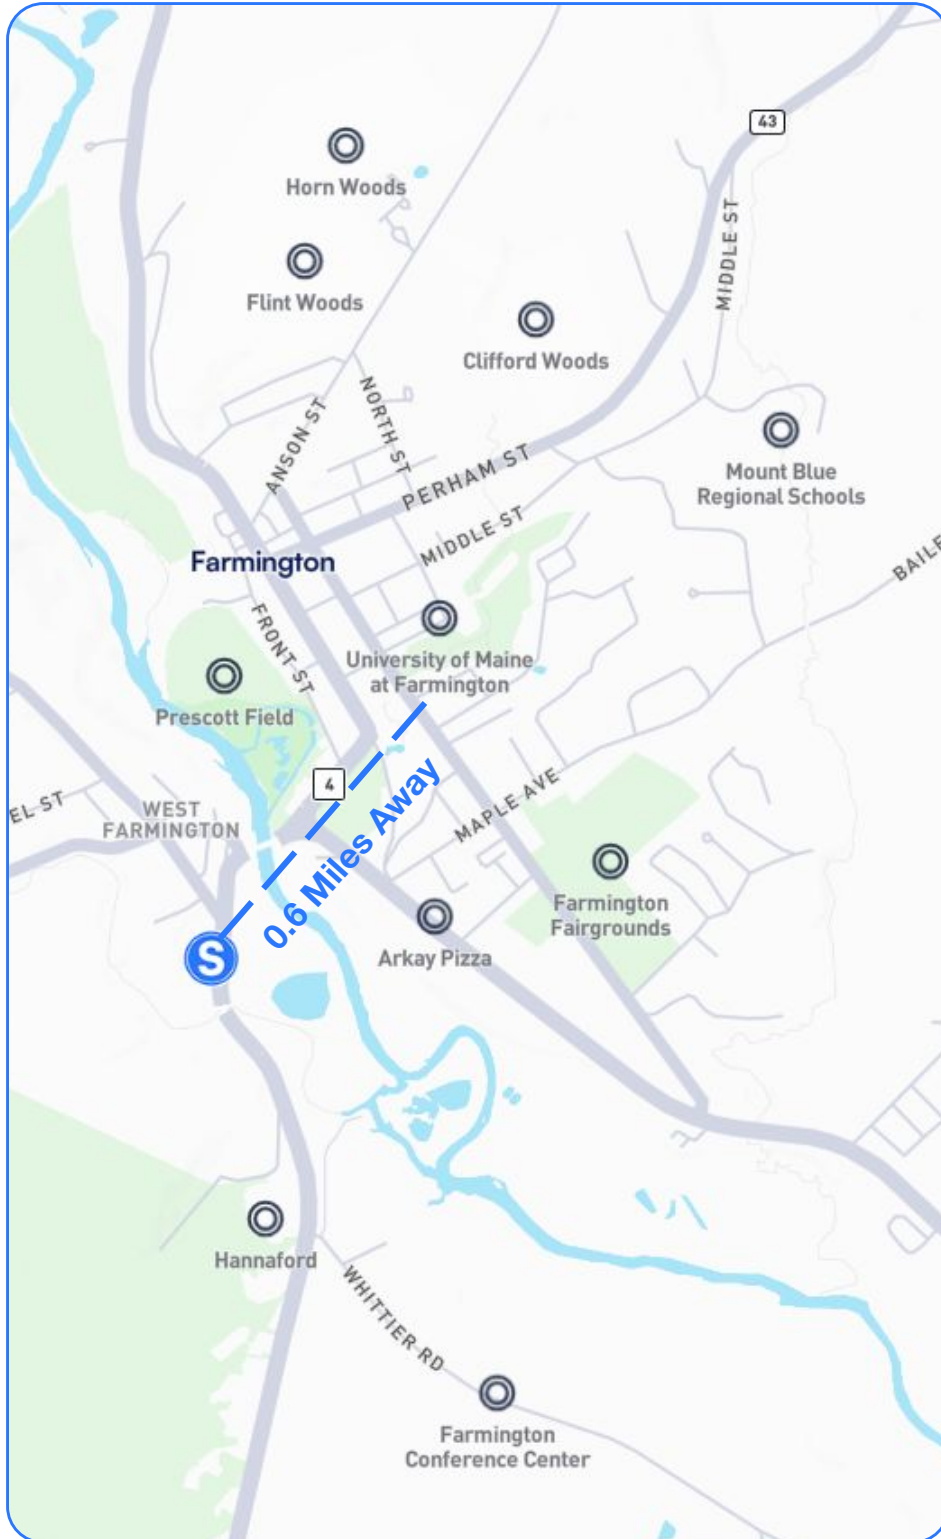 43
Horn Woods
MIDDLE ST
Flint Woods
Clifford Woods
NORTH ST
ANSON ST
PERHAM ST
Mount Blue
Regional Schools
MIDDLE ST
Farmington
BAILE
FRONT ST
University of Maine
at Farmington
Prescott Field
4
0.6 Miles Away
MAPLE AVE
EL ST
WEST
FARMINGTON
Farmington
Fairgrounds
Arkay Pizza
S
Hannaford
WHITTIER RD
Farmington
Conference Center